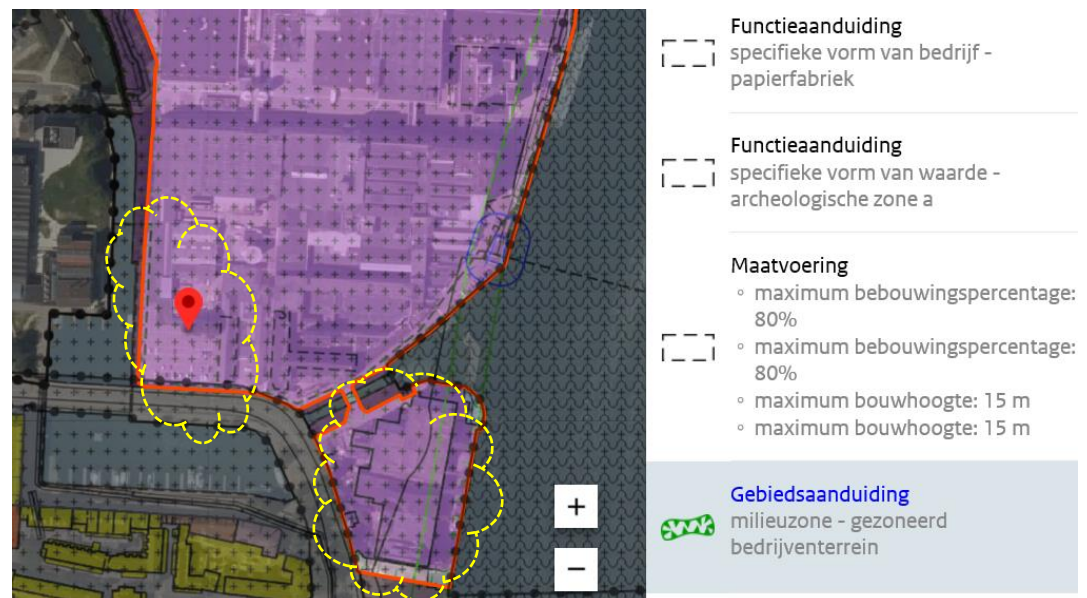 Functieaanduiding
specifieke vorm van bedrijf -
papierfabriek
Functieaanduiding
specifieke vorm van waarde -
archeologische zone a
Maatvoering
◦ maximum bebouwingspercentage:
80%
◦ maximum bebouwingspercentage:
80%
◦ maximum bouwhoogte: 15 m
◦ maximum bouwhoogte: 15 m
Gebiedsaanduiding
milieuzone - gezoneerd
bedrijventerrein
+
−